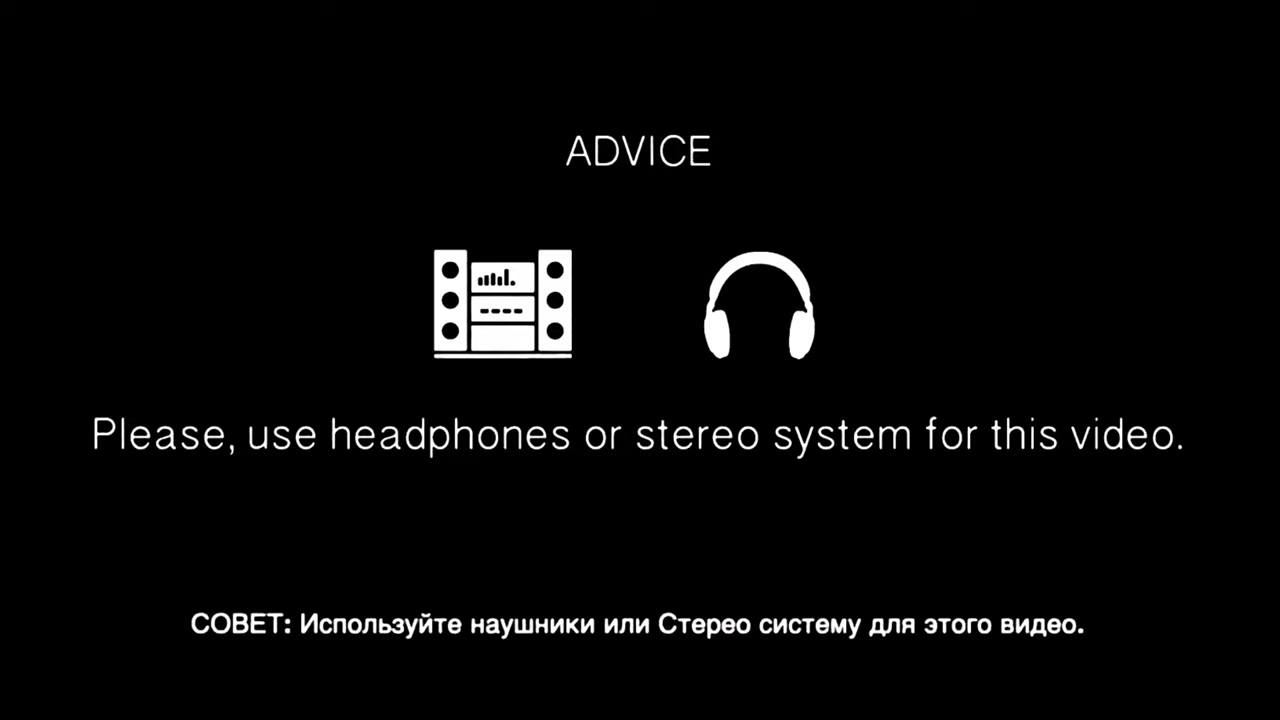 ADVICE
Please, use headphones or stereo system for this video.
СОВЕТ: Используйте наушники или Стерео систему для этого видео.